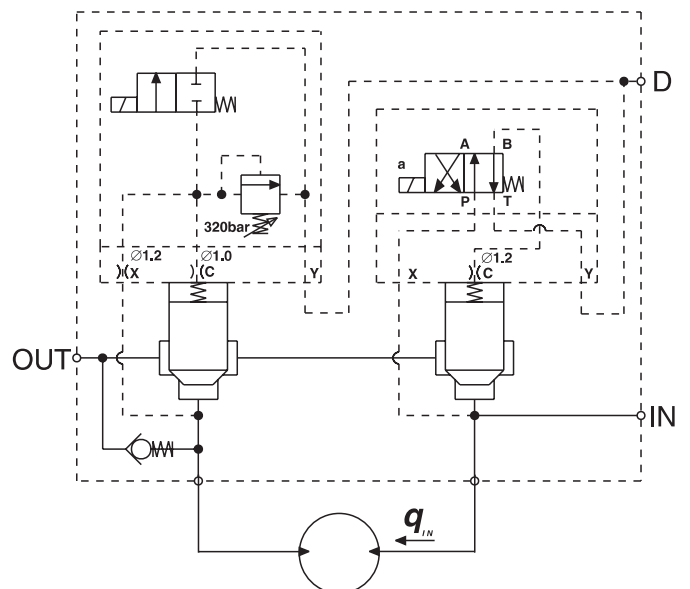 D
A B
a
P T
320bar
∅1.2 ∅1.0
X C Y
∅1.2
X C Y
OUT
IN
q IN